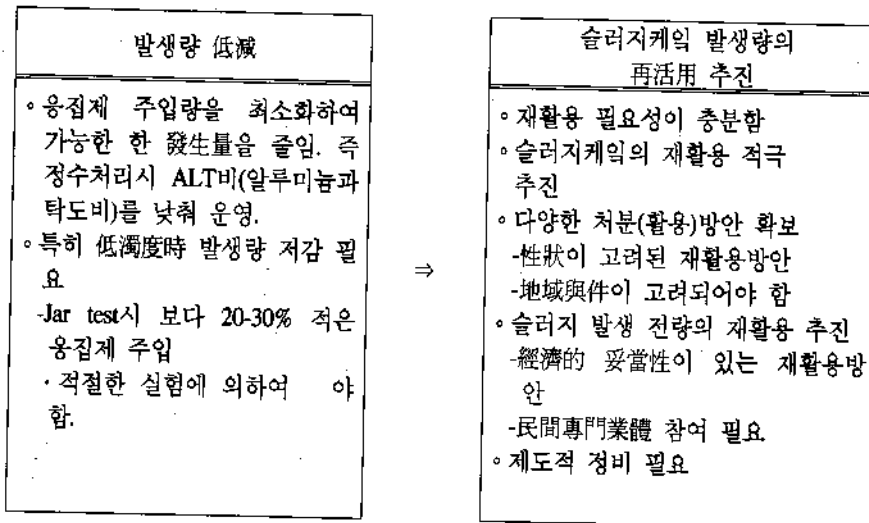 발생량 低減
◦응집제 주입량을 최소화하여
가능한 한 發生量을 줄임. 즉
정수처리시 ALT비(알루미늄과
탁도비)를 낮춰 운영.
◦특히 低濁度時 발생량 저감 필
요
-Jar test시 보다 20-30% 적은
응집제 주입
·적절한 실험에 의하여 야
함.
⇒
슬러지케잌 발생량의
再活用 추진
◦재활용 필요성이 충분함
◦슬러지케잌의 재활용 적극
추진
◦다양한 처분(활용)방안 확보
-性狀이 고려된 재활용방안
-地域與件이 고려되어야 함
◦슬러지 발생 전량의 재활용 추진
-經濟的 妥當性이 있는 재활용방
안
-民間專門業體 참여 필요
◦제도적 정비 필요